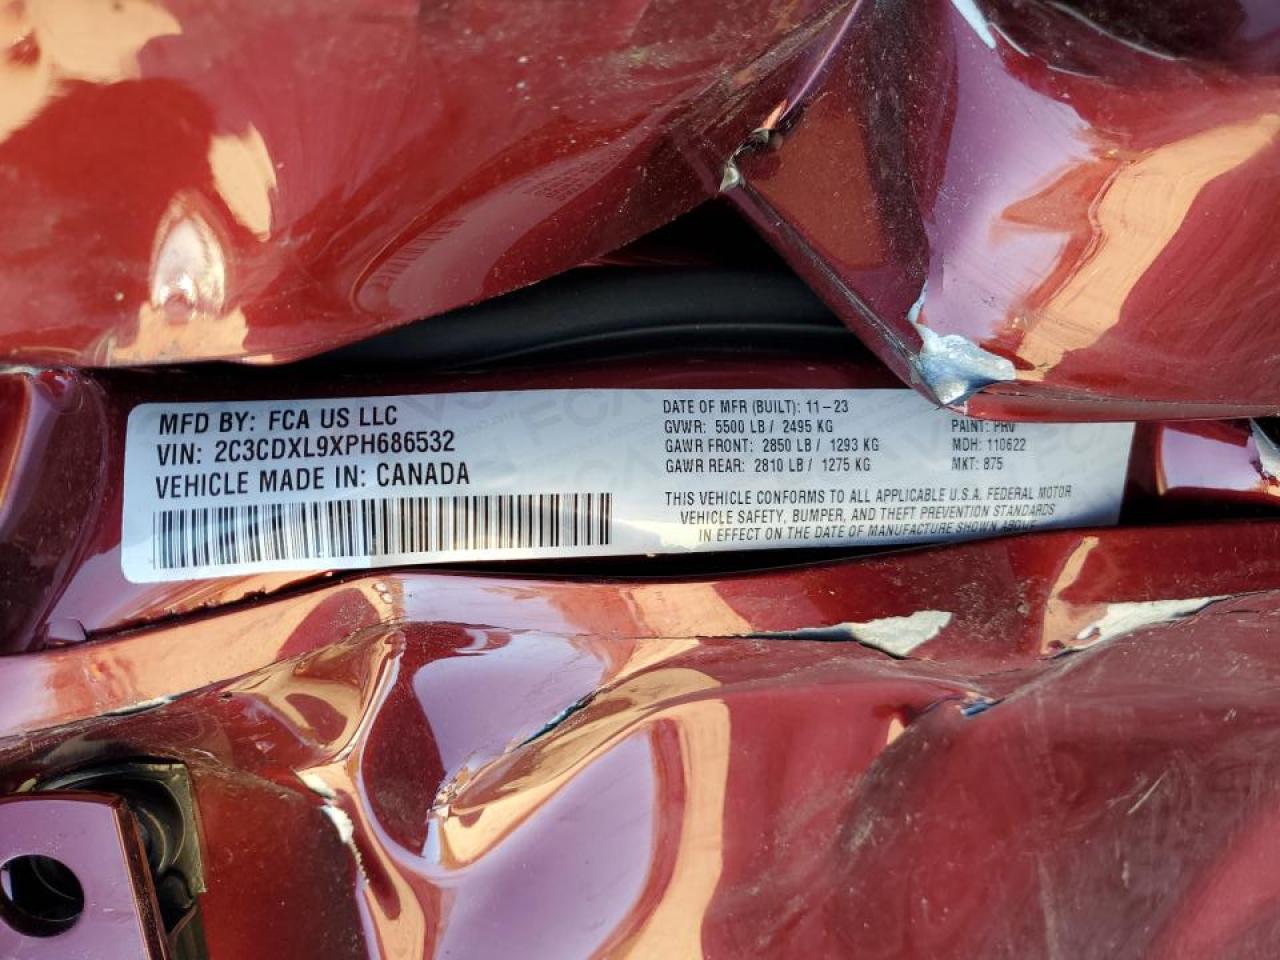 MFD BY: FCA US LLC
VIN: 2C3CDXL9XPH686532
VEHICLE MADE IN: CANADA
DATE OF MFR (BUILT): 11-23
GVWR: 5500 LB / 2495 KG
GAWR FRONT: 2850 LB / 1293 KG
GAWR REAR: 2810 LB / 1275 KG
PAINT: PRV
MDH: 110622
MKT: 875
THIS VEHICLE CONFORMS TO ALL APPLICABLE U.S.A. FEDERAL MOTOR
VEHICLE SAFETY, BUMPER, AND THEFT PREVENTION STANDARDS
IN EFFECT ON THE DATE OF MANUFACTURE SHOWN ABOVE